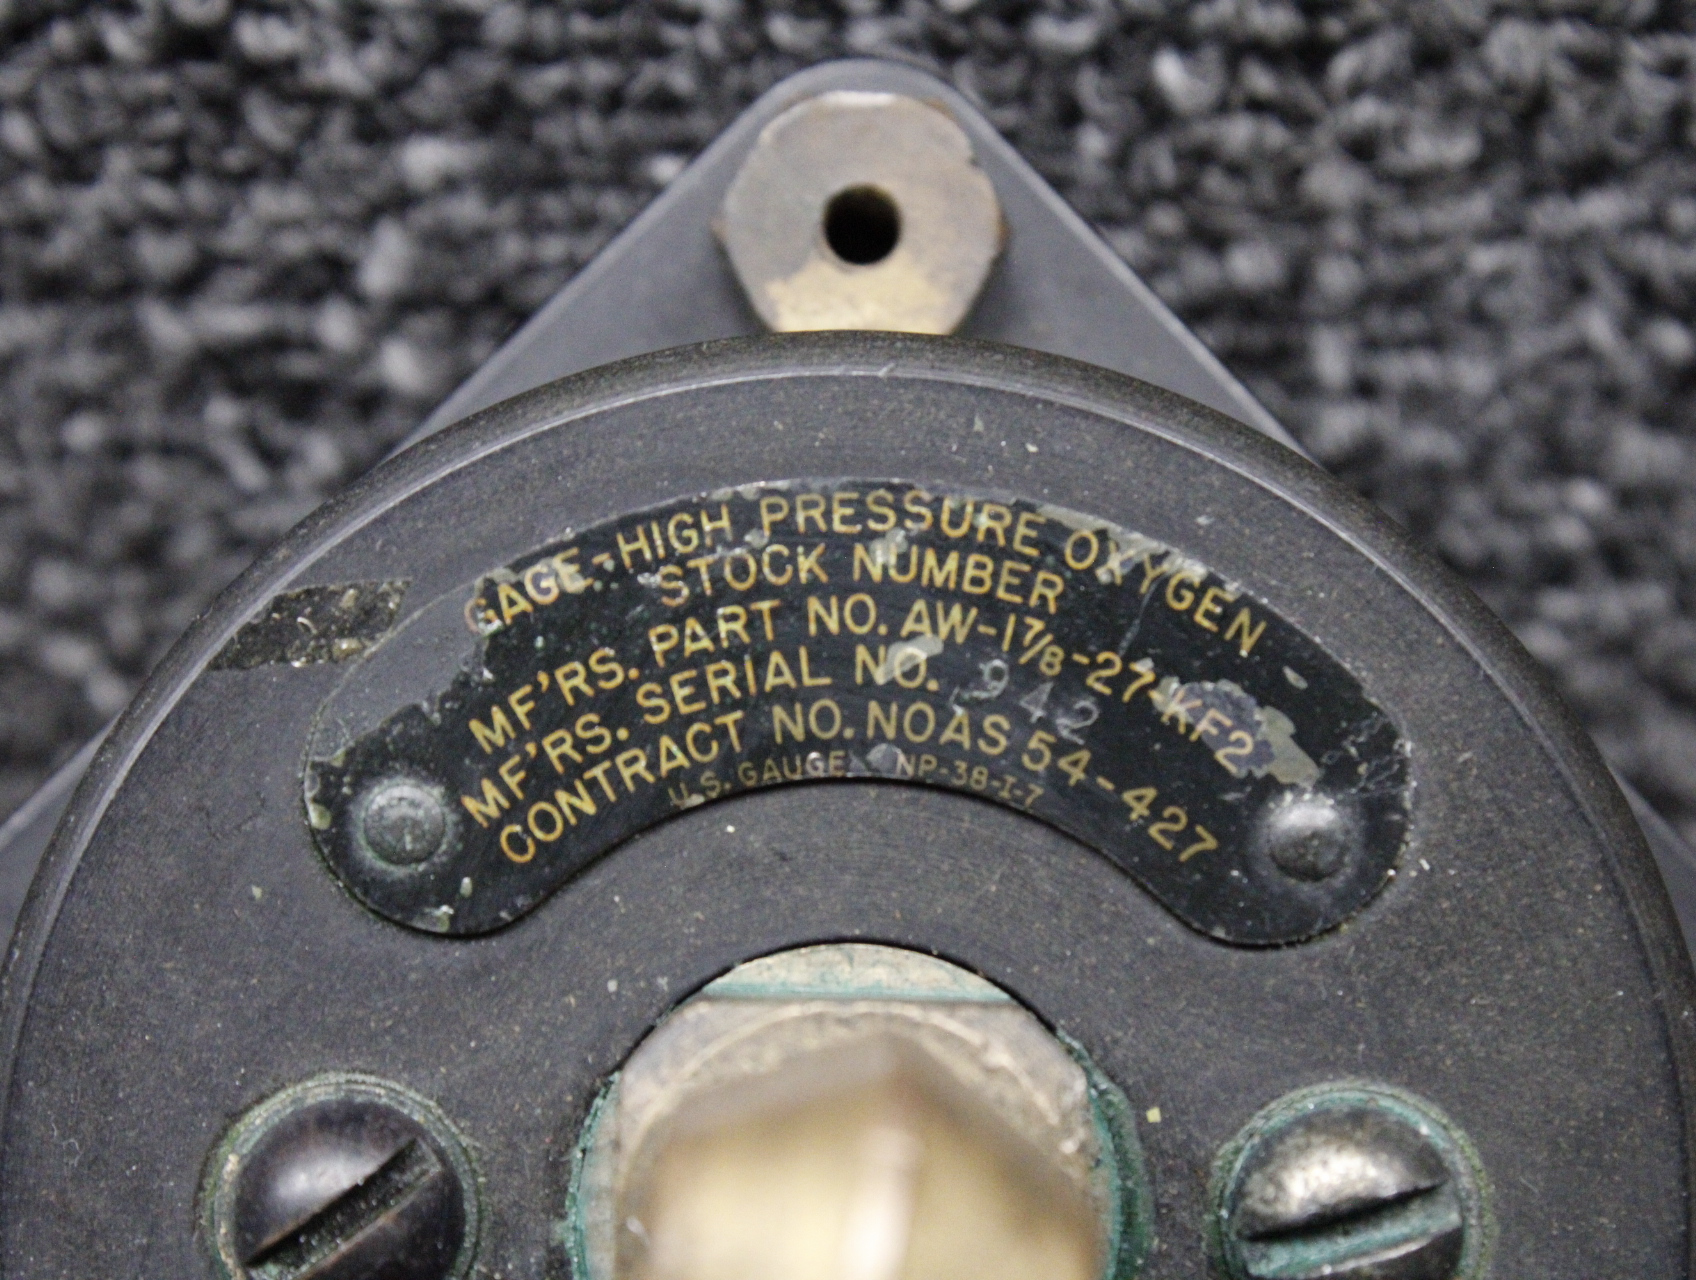 GAGE-HIGH PRESSURE OXYGEN
STOCK NUMBER
MF'RS. PART NO. AW-1⅞-27-KF2
MF'RS. SERIAL NO. 942
CONTRACT NO. NOAS 54-427
U.S. GAUGE NP-38-I-7